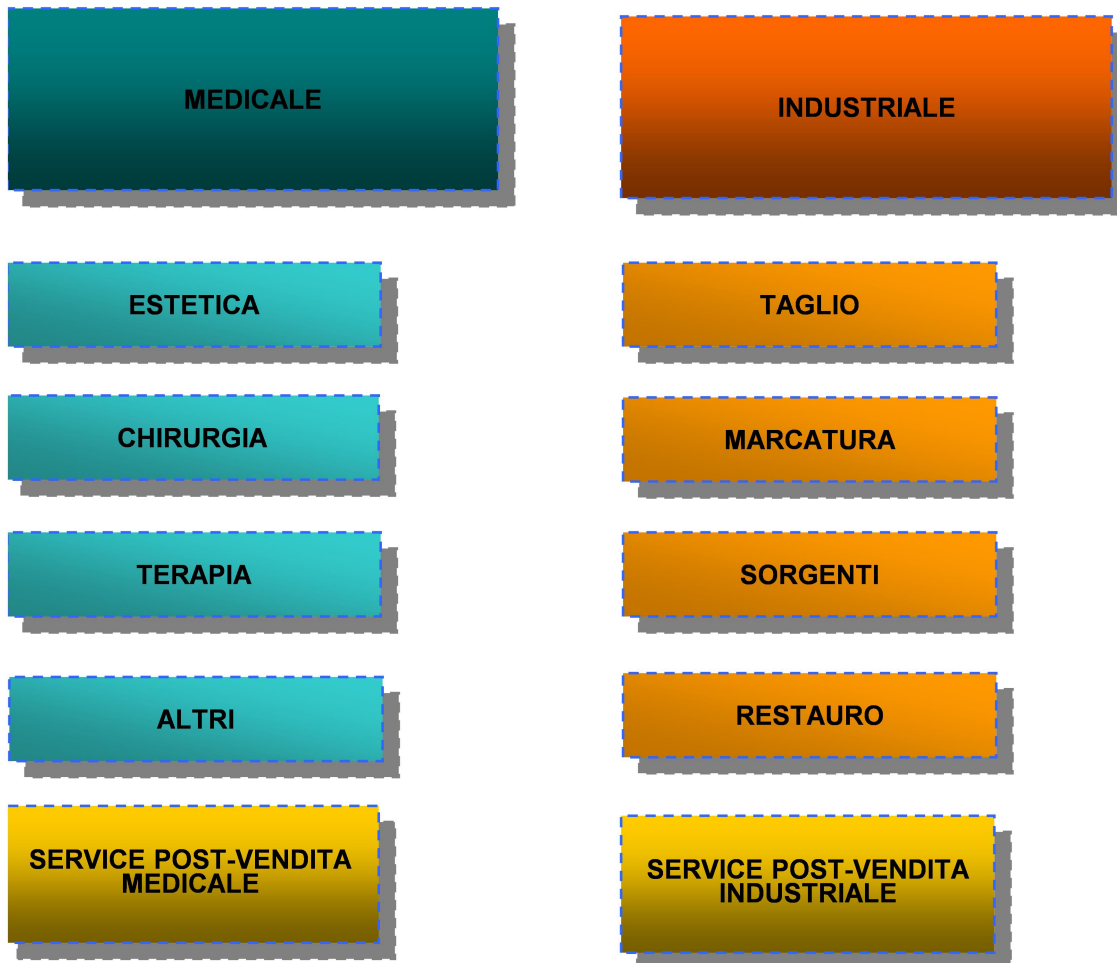 MEDICALE
INDUSTRIALE
ESTETICA
TAGLIO
CHIRURGIA
MARCATURA
TERAPIA
SORGENTI
ALTRI
RESTAURO
SERVICE POST-VENDITA
MEDICALE
SERVICE POST-VENDITA
INDUSTRIALE